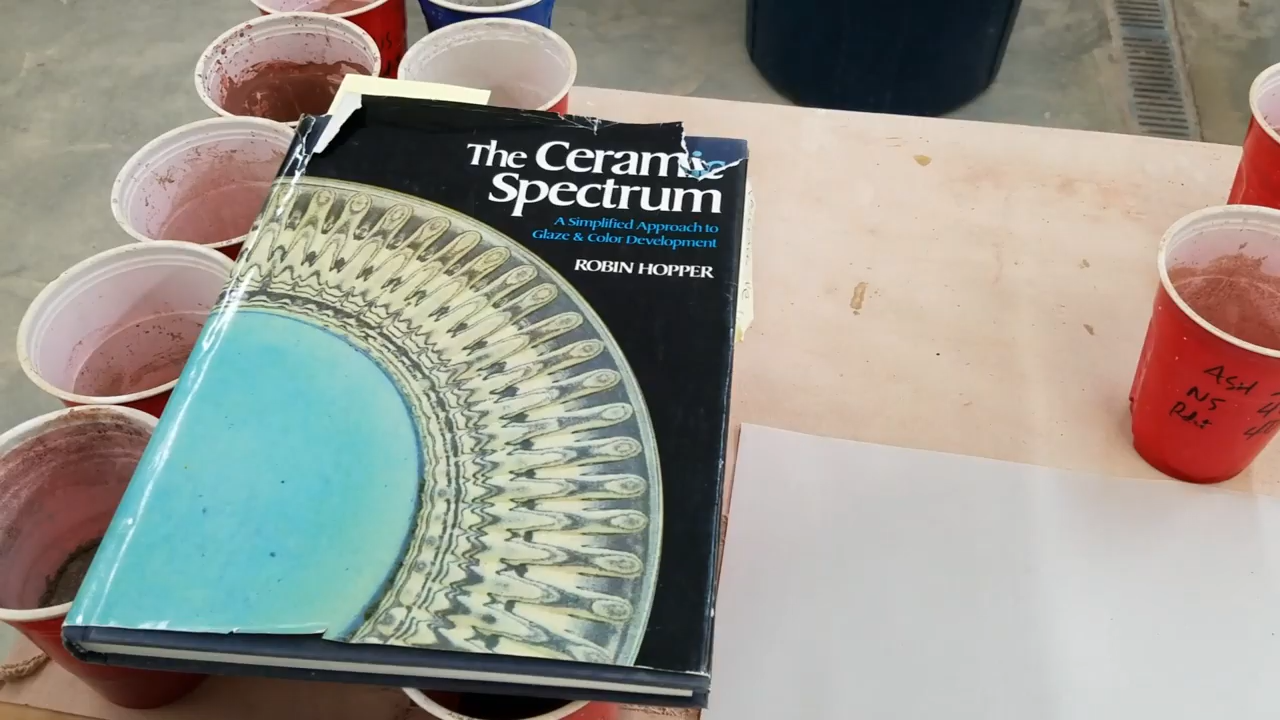 The Ceramic
Spectrum
A Simplified Approach to
Glaze & Color Development
ROBIN HOPPER
ASH
NS